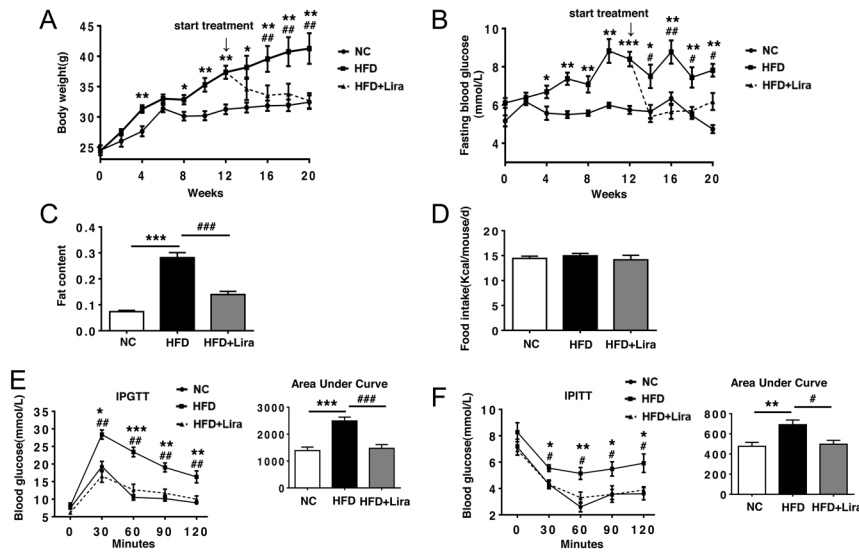 A
start treatment
Body weight(g)
45
40
35
30
25
** * ** ** * ** ** **
## ## ##
0 4 8 12 16 20
Weeks
NC
HFD
HFD+Lira
B
start treatment
Fasting blood glucose
(mmol/L)
10
8
6
4
* ** ** ** *** * ** ** **
# ## # #
0 4 8 12 16 20
Weeks
NC
HFD
HFD+Lira
C
Fat content
0.4
0.3
0.2
0.1
0.0
*** ###
NC HFD HFD+Lira
D
Food intake(Kcal/mouse/d)
20
15
10
5
0
NC HFD HFD+Lira
E
IPGTT
Blood glucose(mmol/L)
35
30
25
20
15
10
5
* *** ** **
## ## ## ##
0 30 60 90 120
Minutes
NC
HFD
HFD+Lira
Area Under Curve
3000
2000
1000
0
*** ###
NC HFD HFD+Lira
F
IPITT
Blood glucose(mmol/L)
10
8
6
4
2
* ** * *
# # # #
0 30 60 90 120
Minutes
NC
HFD
HFD+Lira
Area Under Curve
800
600
400
200
0
** #
NC HFD HFD+Lira